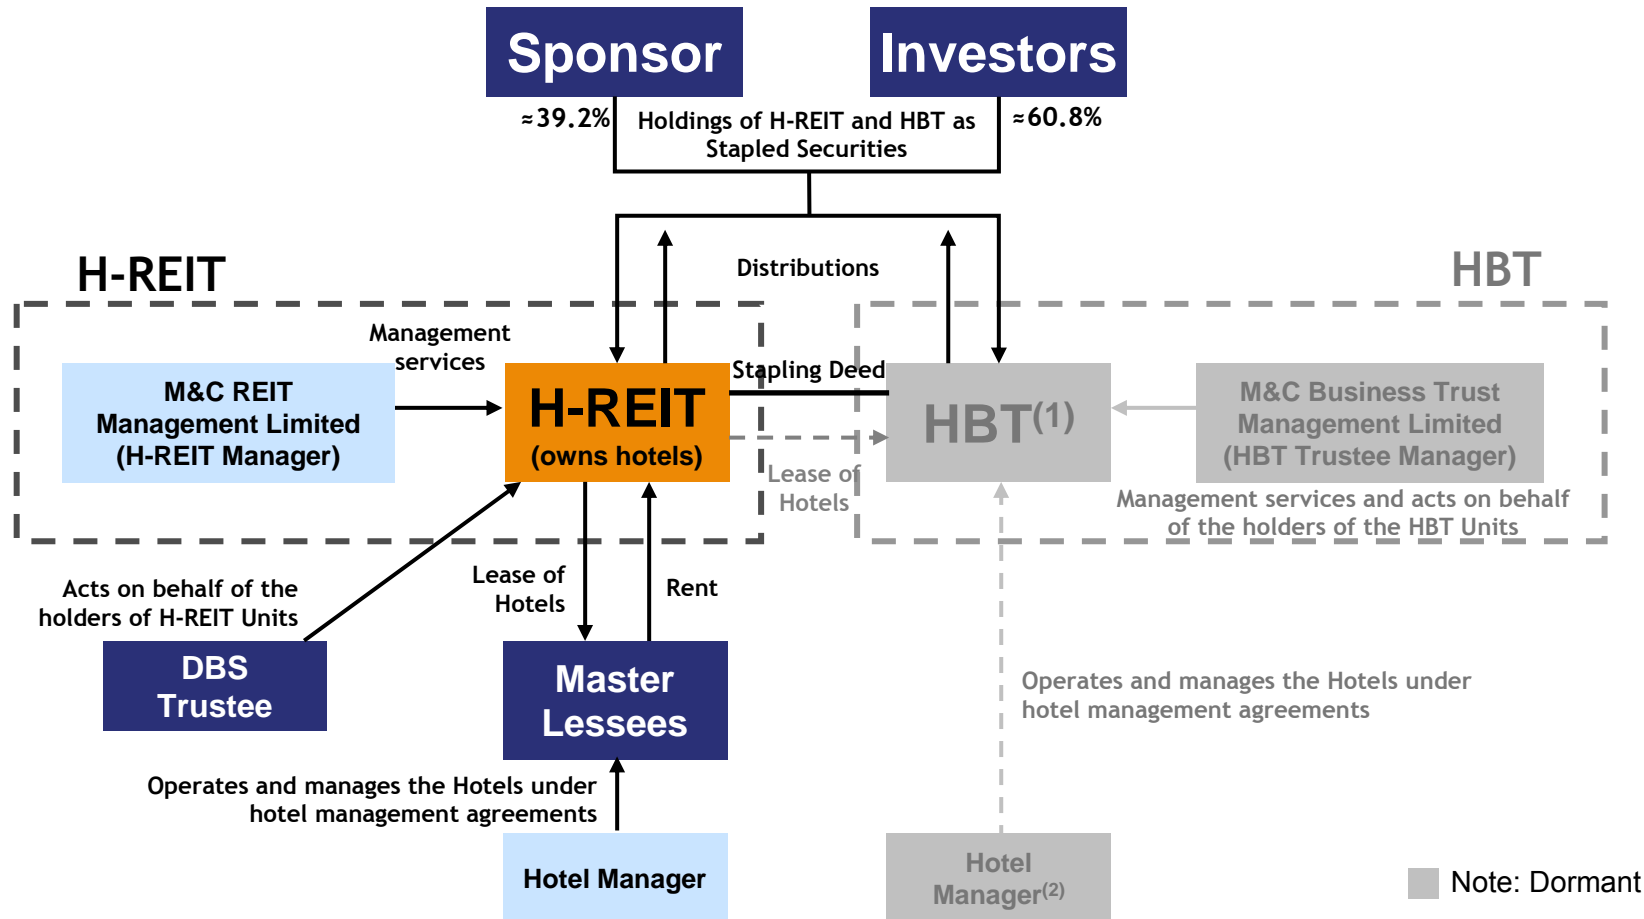 Sponsor
Investors
≈39.2%
Holdings of H-REIT and HBT as
Stapled Securities
≈60.8%
H-REIT
Distributions
HBT
Management
services
Stapling Deed
M&C REIT
Management Limited
(H-REIT Manager)
H-REIT
(owns hotels)
HBT(1)
M&C Business Trust
Management Limited
(HBT Trustee Manager)
Lease of
Hotels
Management services and acts on behalf
of the holders of the HBT Units
Acts on behalf of the
holders of H-REIT Units
Lease of
Hotels
Rent
DBS
Trustee
Master
Lessees
Operates and manages the Hotels under
hotel management agreements
Operates and manages the Hotels under
hotel management agreements
Hotel Manager
Hotel
Manager(2)
Note: Dormant